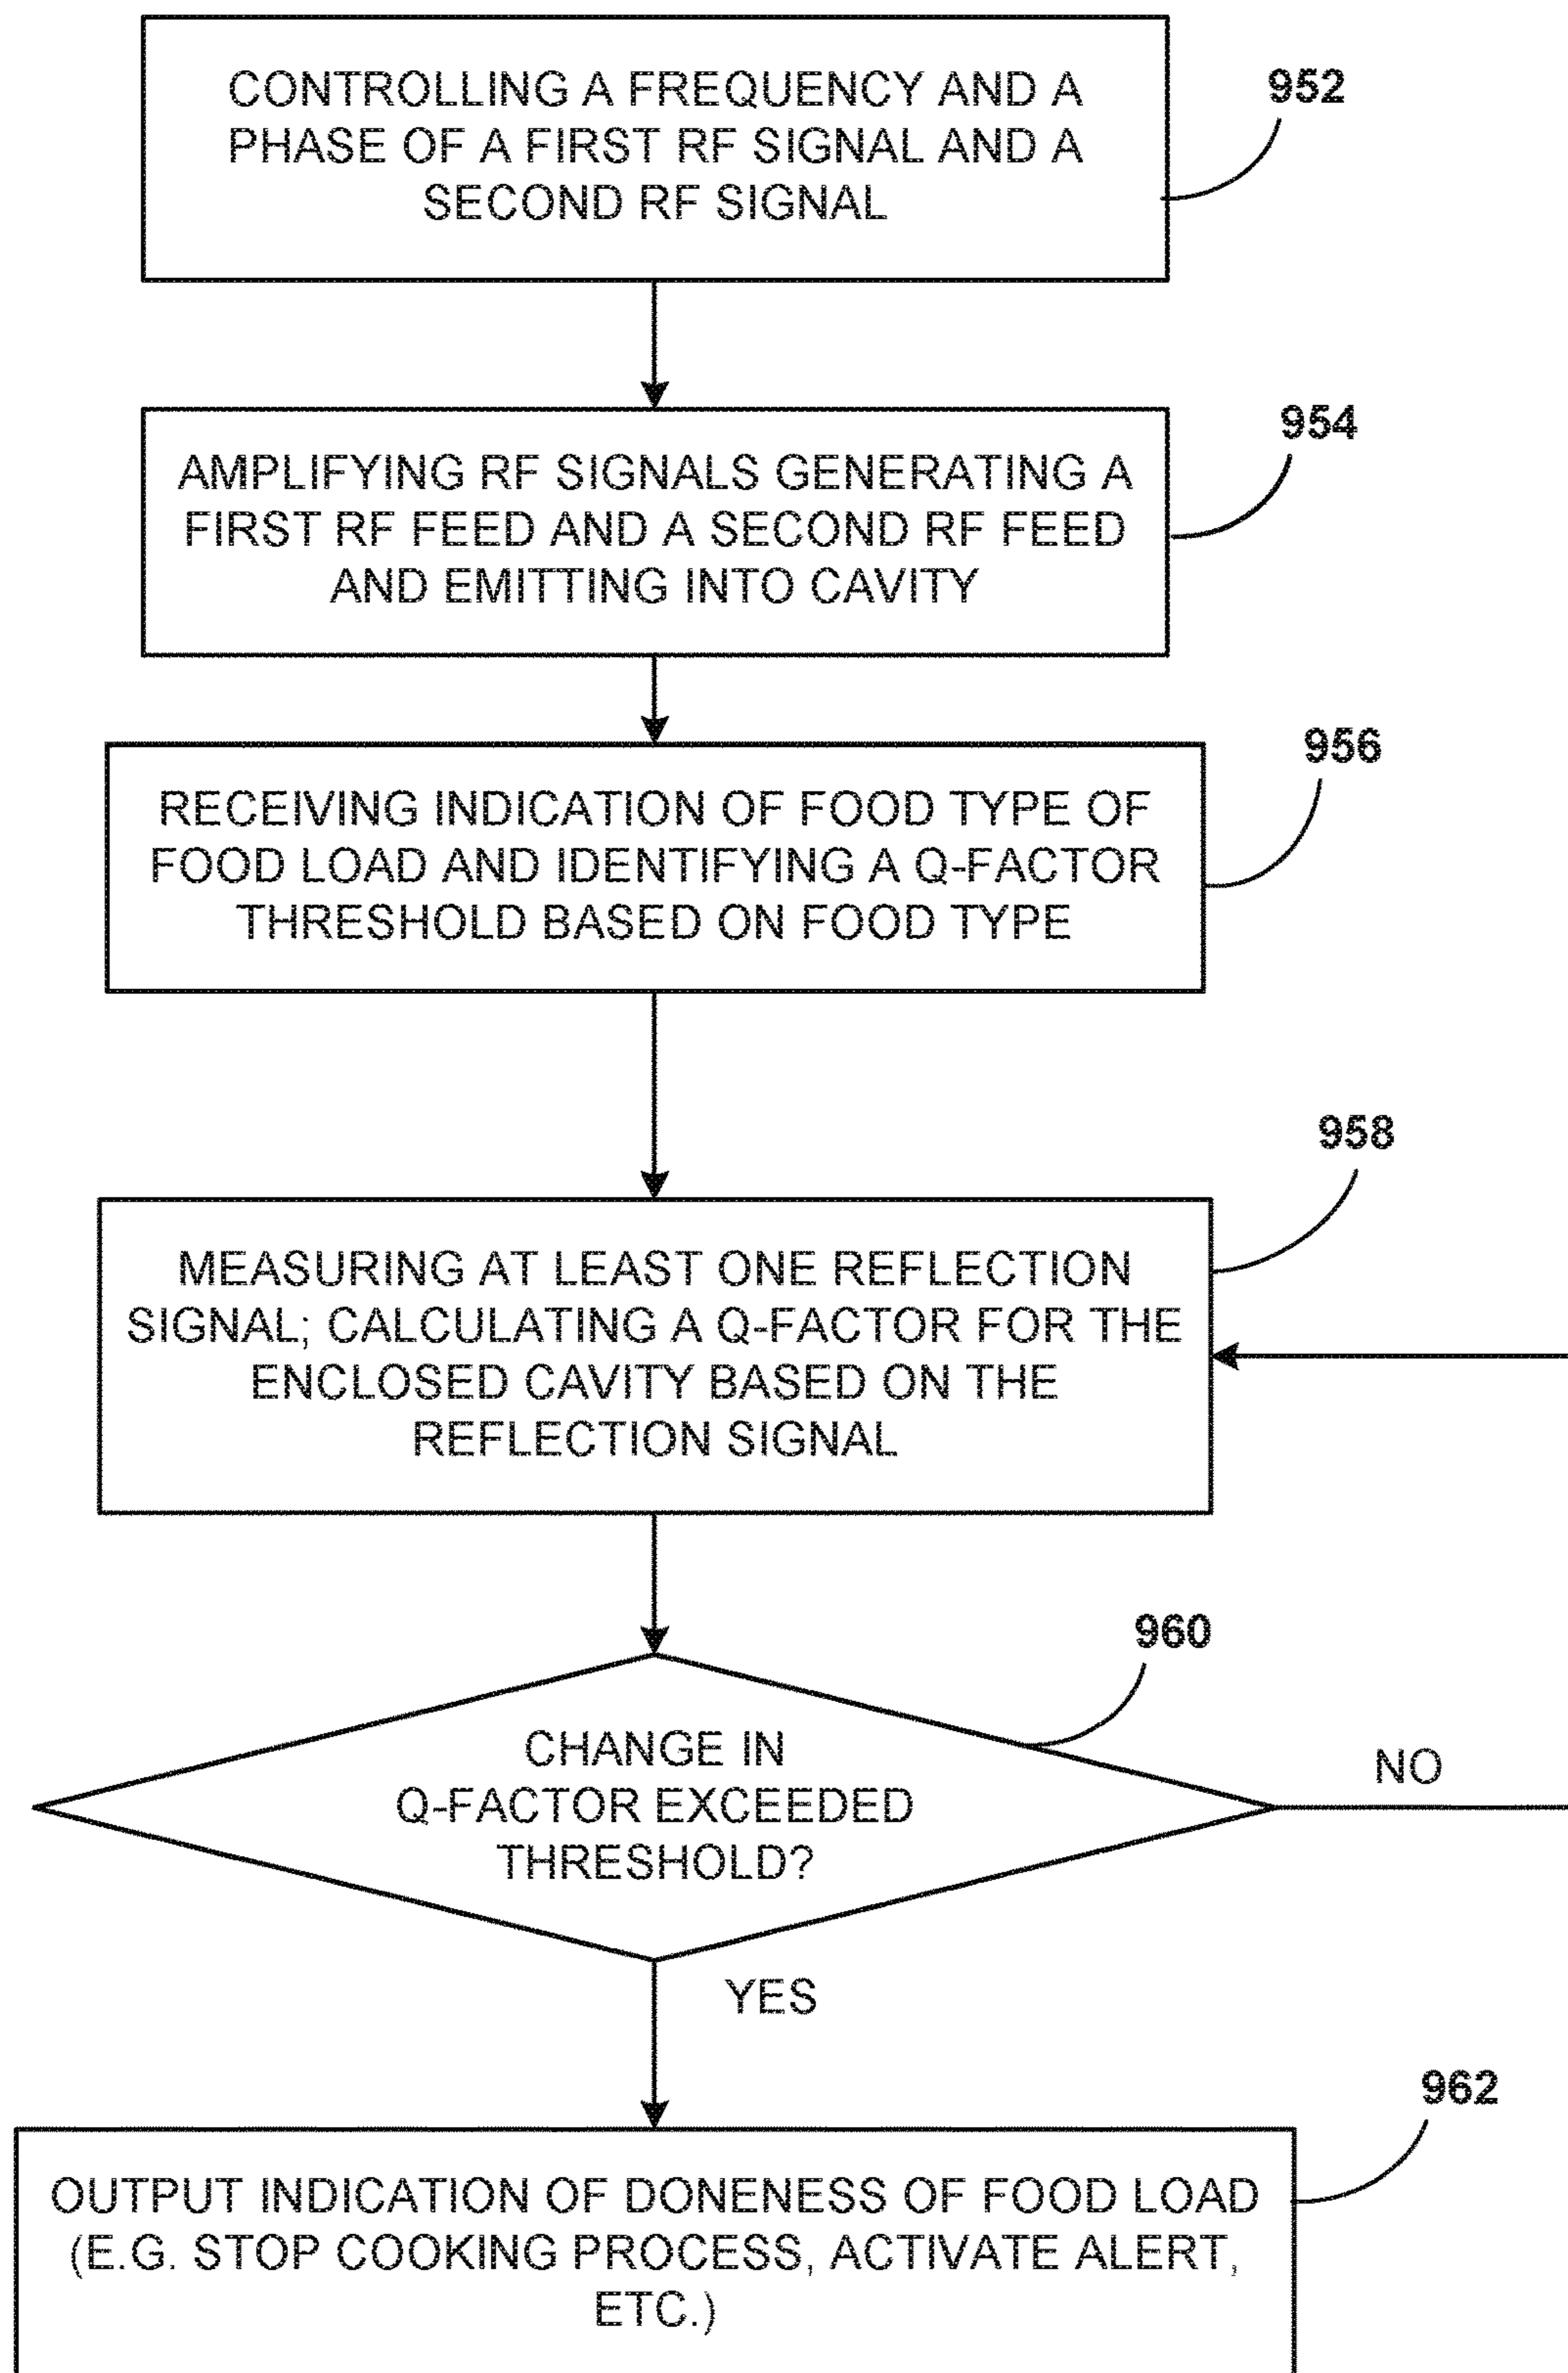 CONTROLLING A FREQUENCY AND A
PHASE OF A FIRST RF SIGNAL AND A
SECOND RF SIGNAL
952
AMPLIFYING RF SIGNALS GENERATING A
FIRST RF FEED AND A SECOND RF FEED
AND EMITTING INTO CAVITY
954
RECEIVING INDICATION OF FOOD TYPE OF
FOOD LOAD AND IDENTIFYING A Q-FACTOR
THRESHOLD BASED ON FOOD TYPE
956
MEASURING AT LEAST ONE REFLECTION
SIGNAL; CALCULATING A Q-FACTOR FOR THE
ENCLOSED CAVITY BASED ON THE
REFLECTION SIGNAL
958
CHANGE IN
Q-FACTOR EXCEEDED
THRESHOLD?
960
NO
YES
OUTPUT INDICATION OF DONENESS OF FOOD LOAD
(E.G. STOP COOKING PROCESS, ACTIVATE ALERT,
ETC.)
962